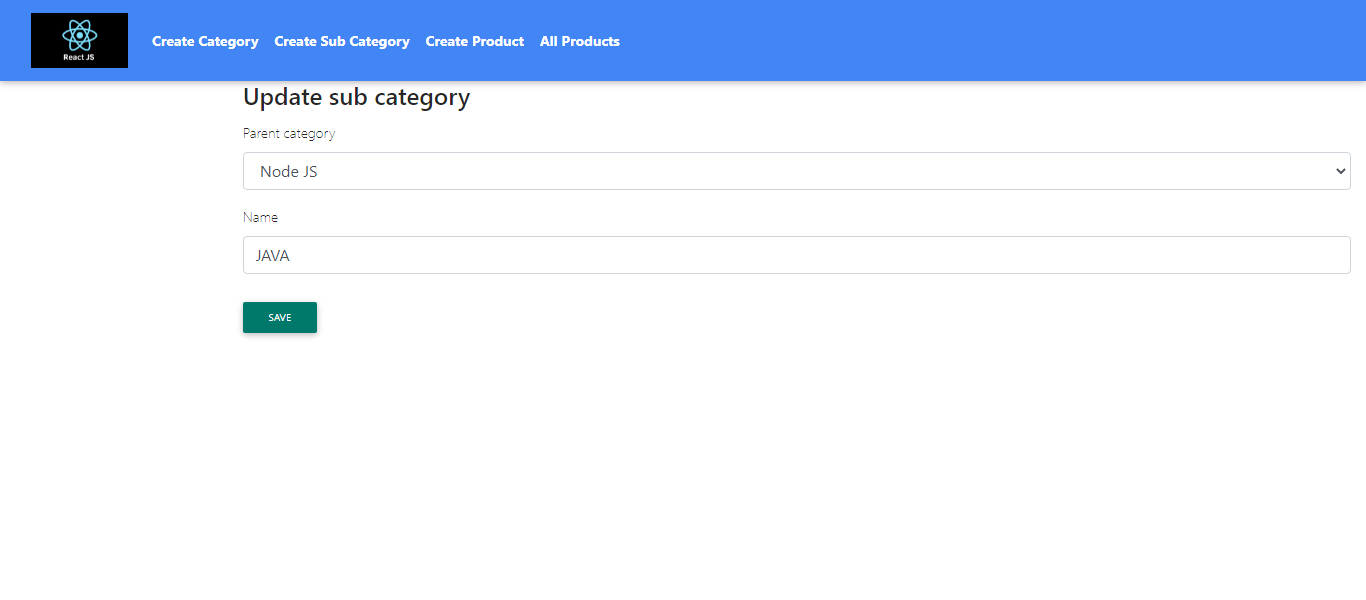 React JS
Create Category Create Sub Category Create Product All Products
Update sub category
Parent category
Node JS
Name
JAVA
SAVE